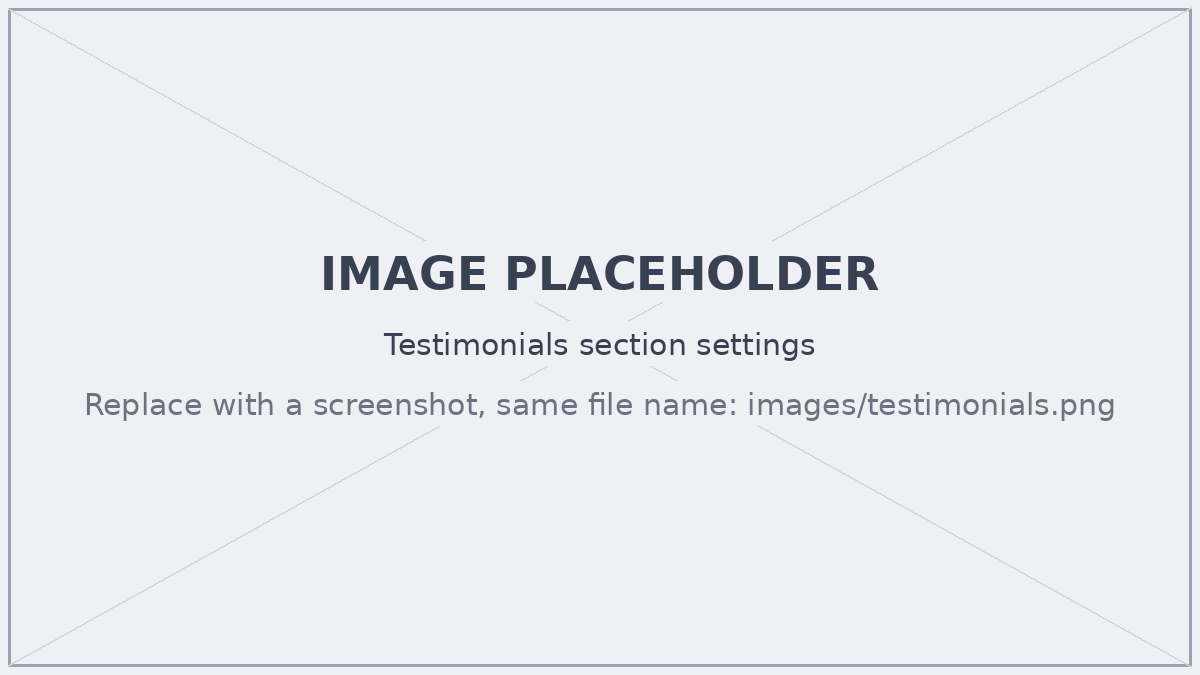 IMAGE PLACEHOLDER
Testimonials section settings
Replace with a screenshot, same file name: images/testimonials.png